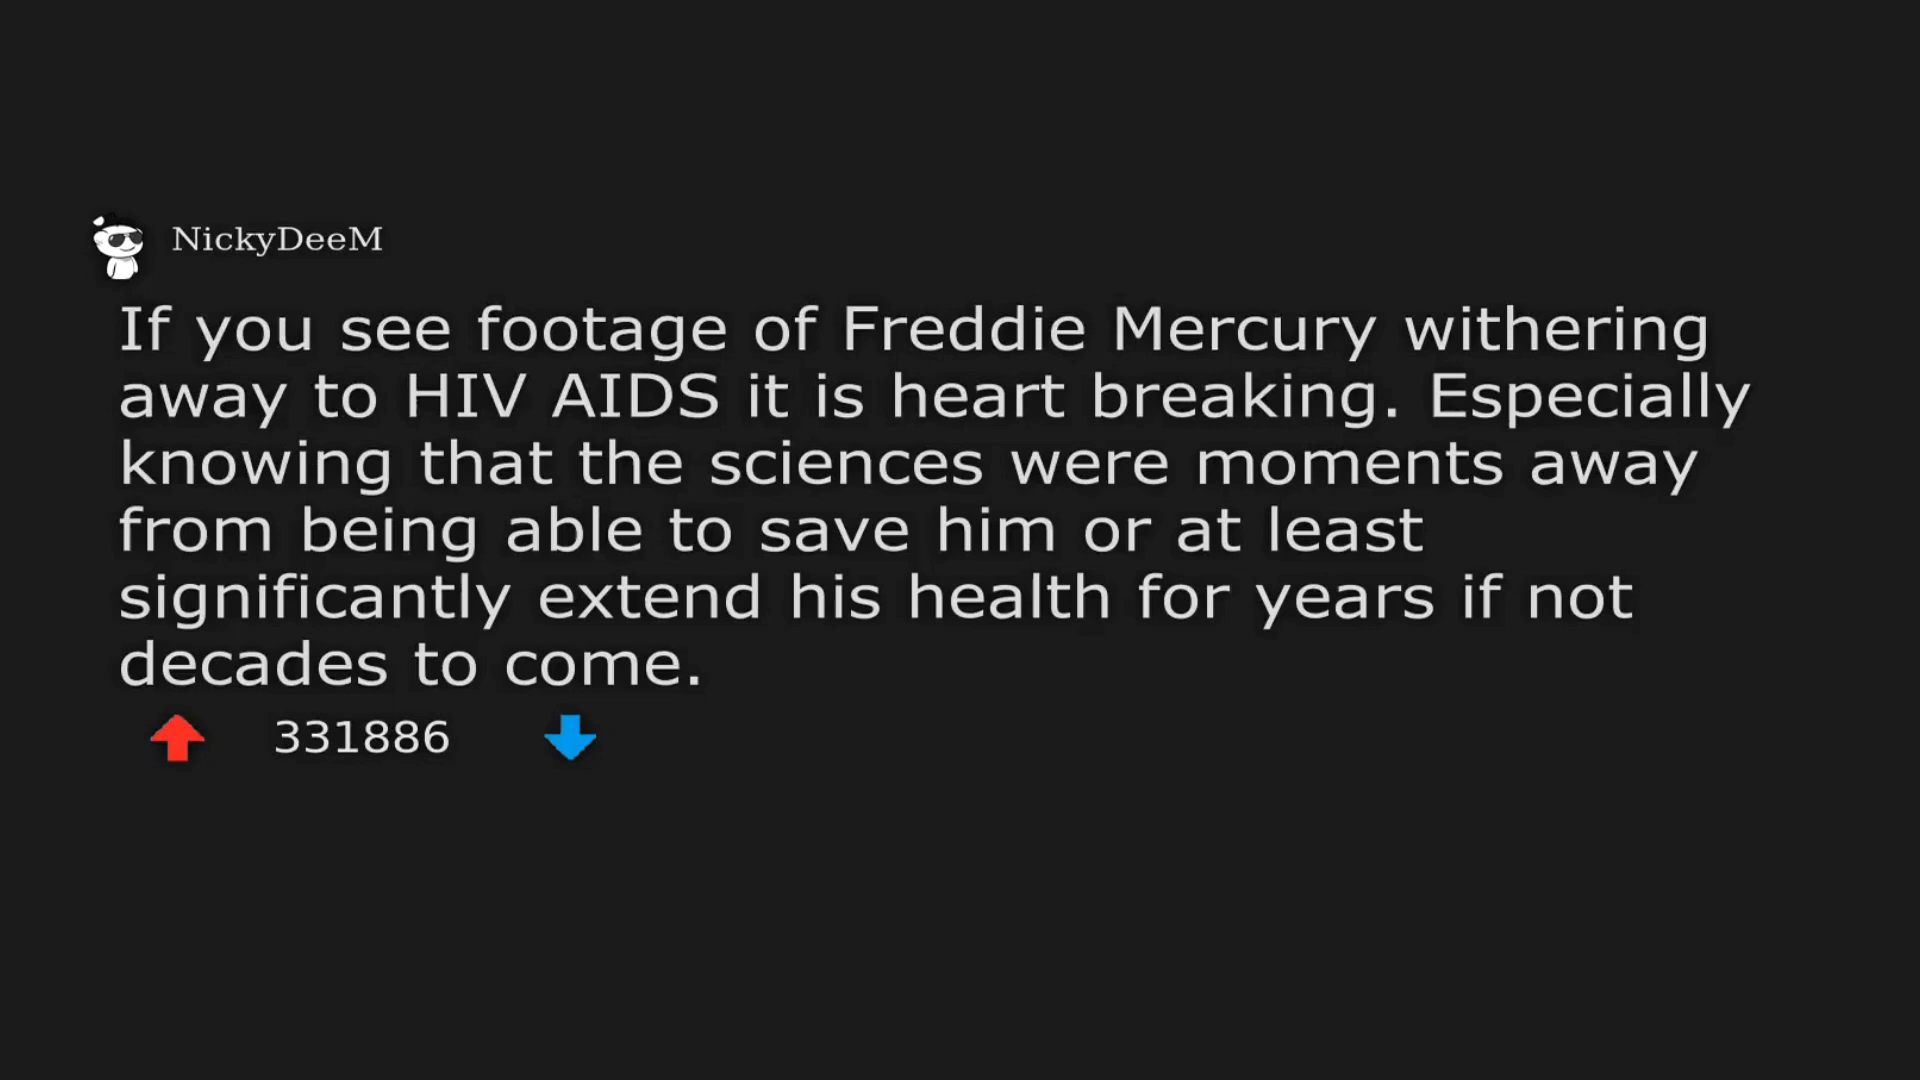 NickyDeeM
If you see footage of Freddie Mercury withering
away to HIV AIDS it is heart breaking. Especially
knowing that the sciences were moments away
from being able to save him or at least
significantly extend his health for years if not
decades to come.
331886